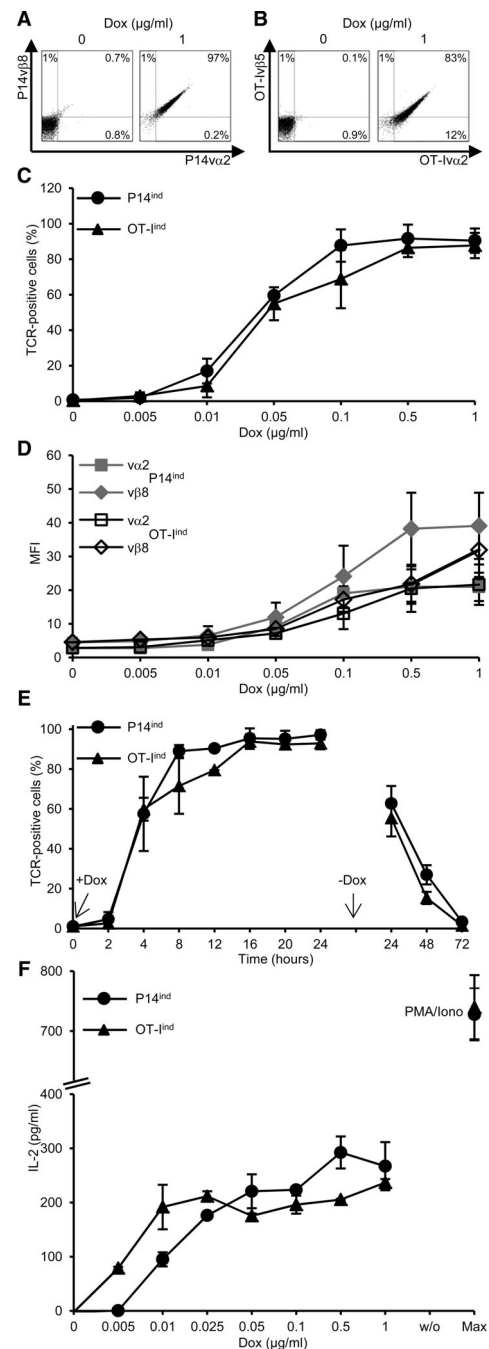 A
Dox (µg/ml)
0 1
P14vβ8
1% 0.7%
0.8%
97%
0.2%
P14vα2
B
Dox (µg/ml)
0 1
OT-Ivβ5
1% 0.1%
0.9%
83%
12%
OT-Ivα2
C
TCR-positive cells (%)
120
100
80
60
40
20
0
P14ind
OT-Iind
0 0.005 0.01 0.05 0.1 0.5 1
Dox (µg/ml)
D
MFI
60
50
40
30
20
10
0
vα2
vβ8
P14ind
vα2
vβ8
OT-Iind
0 0.005 0.01 0.05 0.1 0.5 1
Dox (µg/ml)
E
TCR-positive cells (%)
100
80
60
40
20
0
P14ind
OT-Iind
+Dox
-Dox
0 2 4 8 12 16 20 24 24 48 72
Time (hours)
F
IL-2 (pg/ml)
800
700
400
300
200
100
0
P14ind
OT-Iind
PMA/Iono
0 0.005 0.01 0.025 0.05 0.1 0.5 1 w/o Max
Dox (µg/ml)